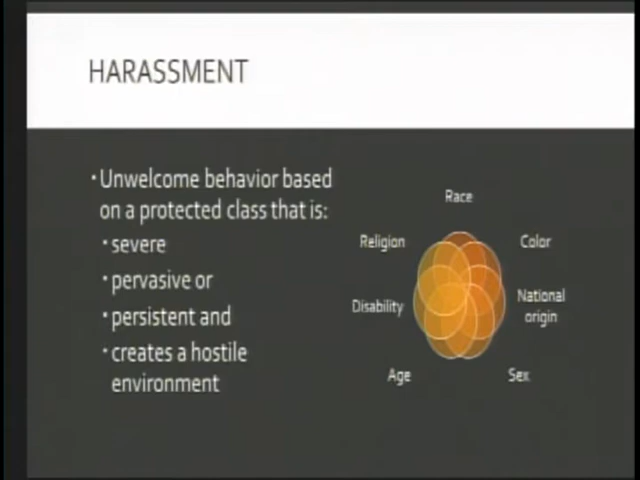 HARASSMENT
• Unwelcome behavior based
on a protected class that is:
• severe
• pervasive or
• persistent and
• creates a hostile
environment
Race
Religion
Color
Disability
National
origin
Age
Sex